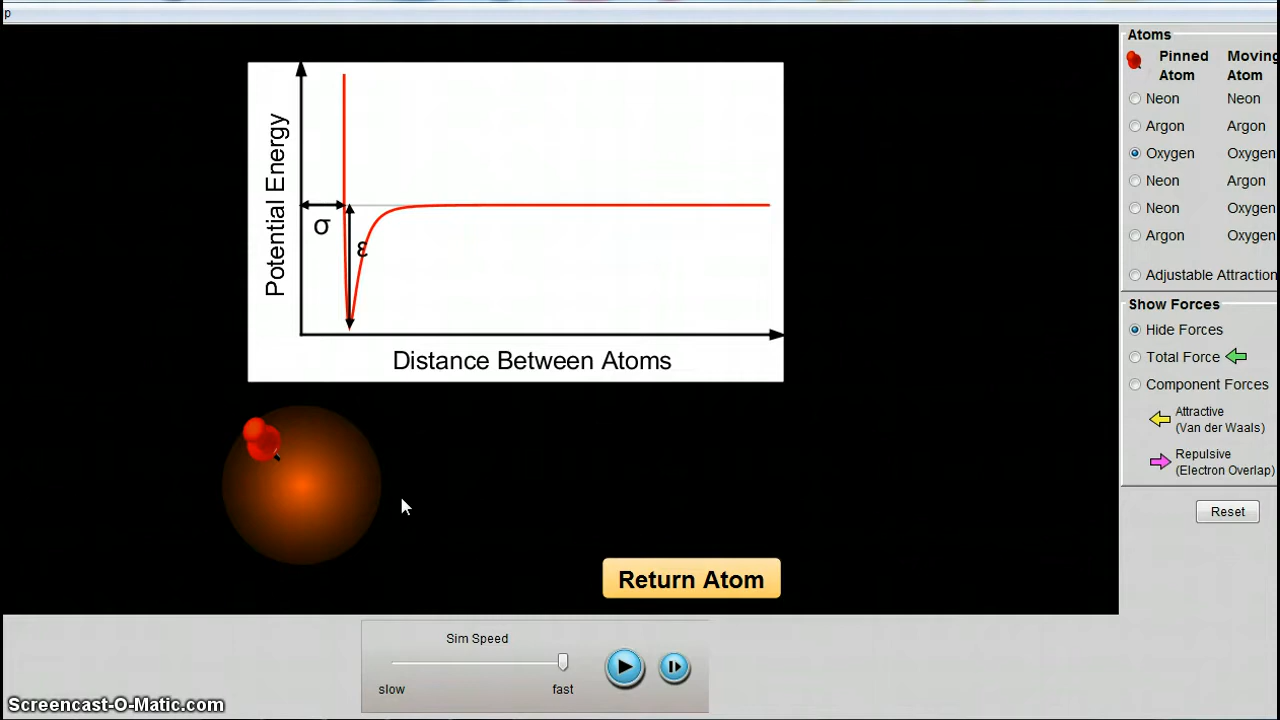 p
Potential Energy
σ
ε
Distance Between Atoms
Return Atom
Sim Speed
slow fast
Atoms
Pinned Moving
Atom Atom
Neon Neon
Argon Argon
Oxygen Oxygen
Neon Argon
Neon Oxygen
Argon Oxygen
Adjustable Attraction
Show Forces
Hide Forces
Total Force
Component Forces
Attractive
(Van der Waals)
Repulsive
(Electron Overlap)
Reset
Screencast-O-Matic.com